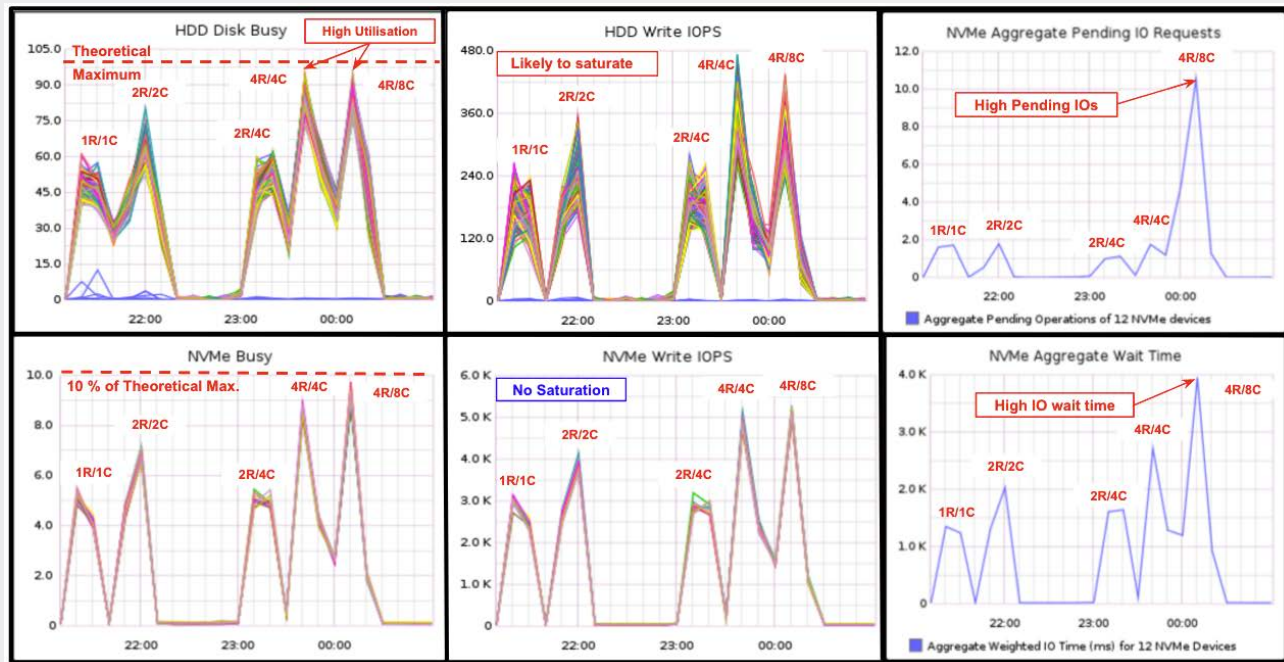 HDD Disk Busy
High Utilisation
105.0
Theoretical
90.0
Maximum
75.0
60.0
45.0
30.0
15.0
0.0
1R/1C
2R/2C
2R/4C
4R/4C
4R/8C
22:00 23:00 00:00
HDD Write IOPS
480.0
360.0
240.0
120.0
0.0
Likely to saturate
1R/1C
2R/2C
2R/4C
4R/4C
4R/8C
22:00 23:00 00:00
NVMe Aggregate Pending IO Requests
12.0
10.0
8.0
6.0
4.0
2.0
0.0
4R/8C
High Pending IOs
1R/1C
2R/2C
2R/4C
4R/4C
22:00 23:00 00:00
Aggregate Pending Operations of 12 NVMe devices
NVMe Busy
10.0
8.0
6.0
4.0
2.0
0
10 % of Theoretical Max.
4R/4C
4R/8C
2R/2C
1R/1C
2R/4C
22:00 23:00 00:00
NVMe Write IOPS
6.0 K
5.0 K
4.0 K
3.0 K
2.0 K
1.0 K
0
No Saturation
4R/4C
4R/8C
2R/2C
1R/1C
2R/4C
22:00 23:00 00:00
NVMe Aggregate Wait Time
4.0 K
3.0 K
2.0 K
1.0 K
0
4R/8C
High IO wait time
4R/4C
2R/2C
2R/4C
1R/1C
22:00 23:00 00:00
Aggregate Weighted IO Time (ms) for 12 NVMe Devices